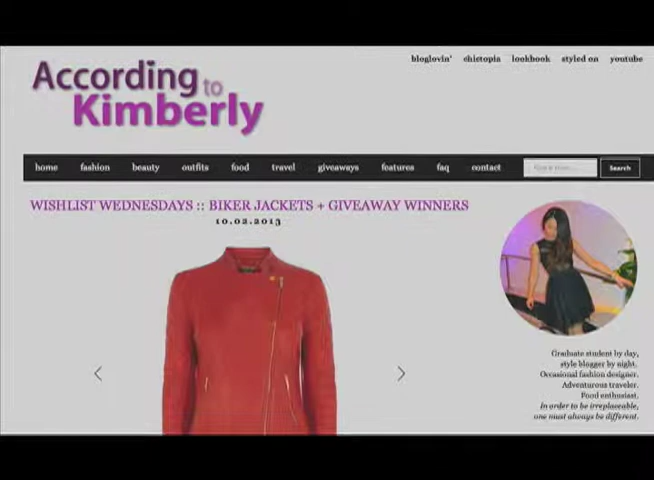 bloglovin' chictopia lookbook styled on youtube
According to
Kimberly
home fashion beauty outfits food travel giveaways features faq contact Search
WISHLIST WEDNESDAYS :: BIKER JACKETS + GIVEAWAY WINNERS
10.02.2013
Graduate student by day,
style blogger by night.
Occasional fashion designer.
Adventurous traveler.
Food enthusiast.
In order to be irreplaceable,
one must always be different.